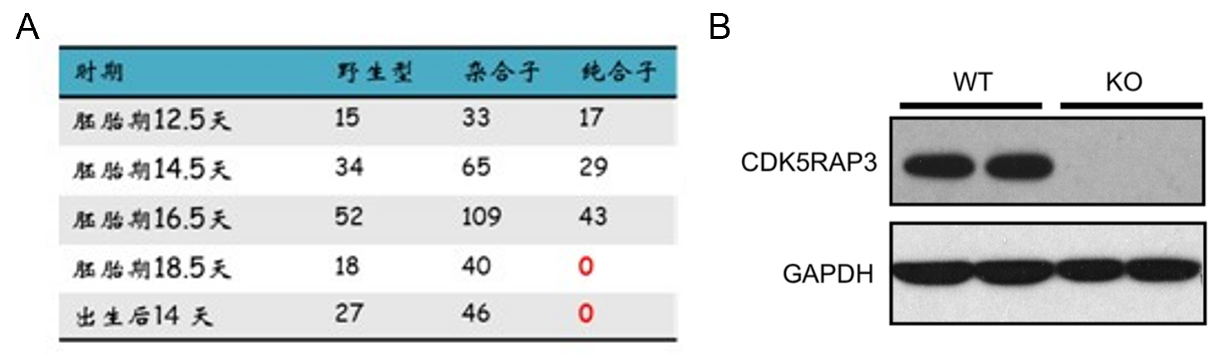 A
时期 野生型 杂合子 纯合子
胚胎期12.5天 15 33 17
胚胎期14.5天 34 65 29
胚胎期16.5天 52 109 43
胚胎期18.5天 18 40 0
出生后14 天 27 46 0
B
WT KO
CDK5RAP3
GAPDH